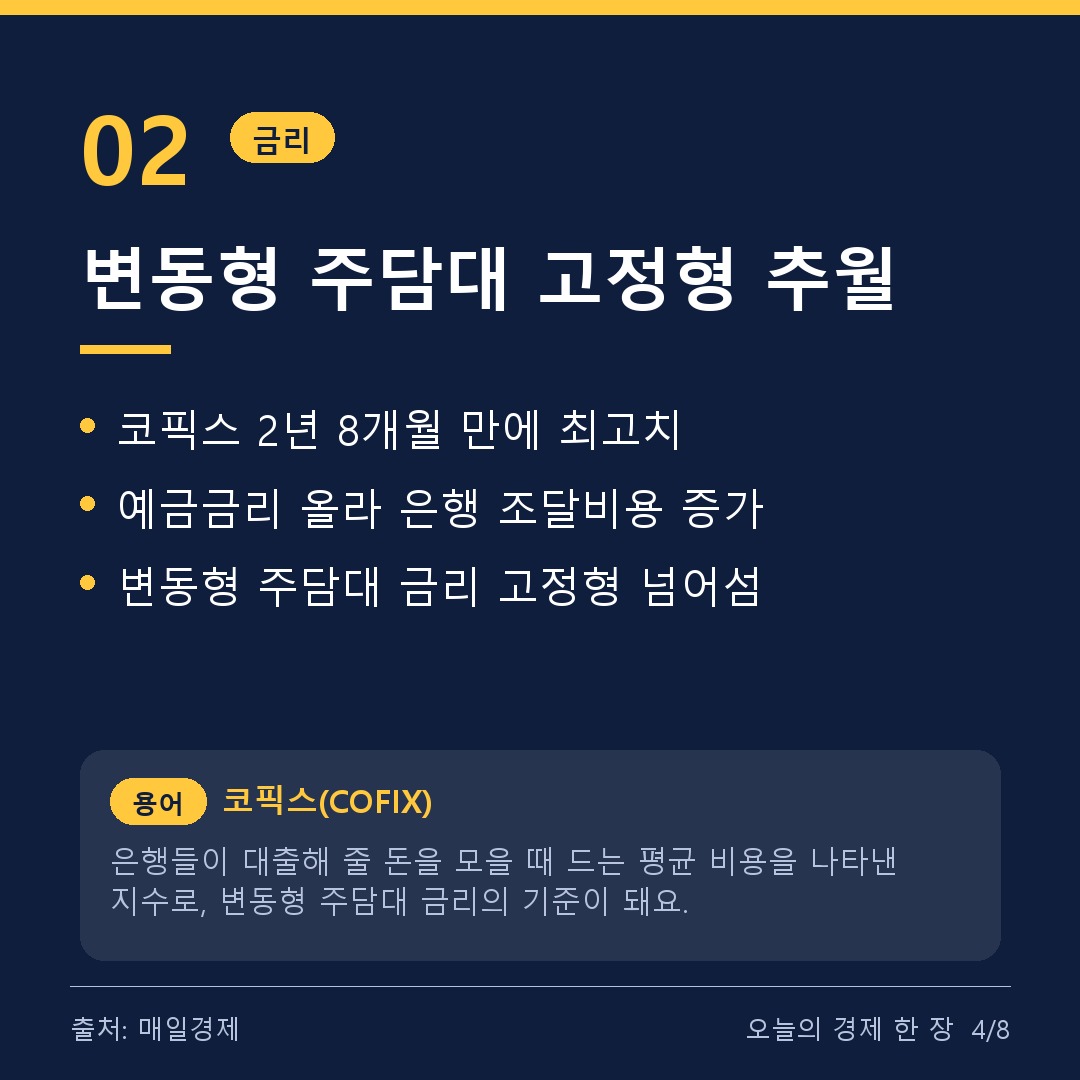 02 금리
변동형 주담대 고정형 추월
• 코픽스 2년 8개월 만에 최고치
• 예금금리 올라 은행 조달비용 증가
• 변동형 주담대 금리 고정형 넘어섬
용어 코픽스(COFIX)
은행들이 대출해 줄 돈을 모을 때 드는 평균 비용을 나타낸
지수로, 변동형 주담대 금리의 기준이 돼요.
출처: 매일경제
오늘의 경제 한 장 4/8